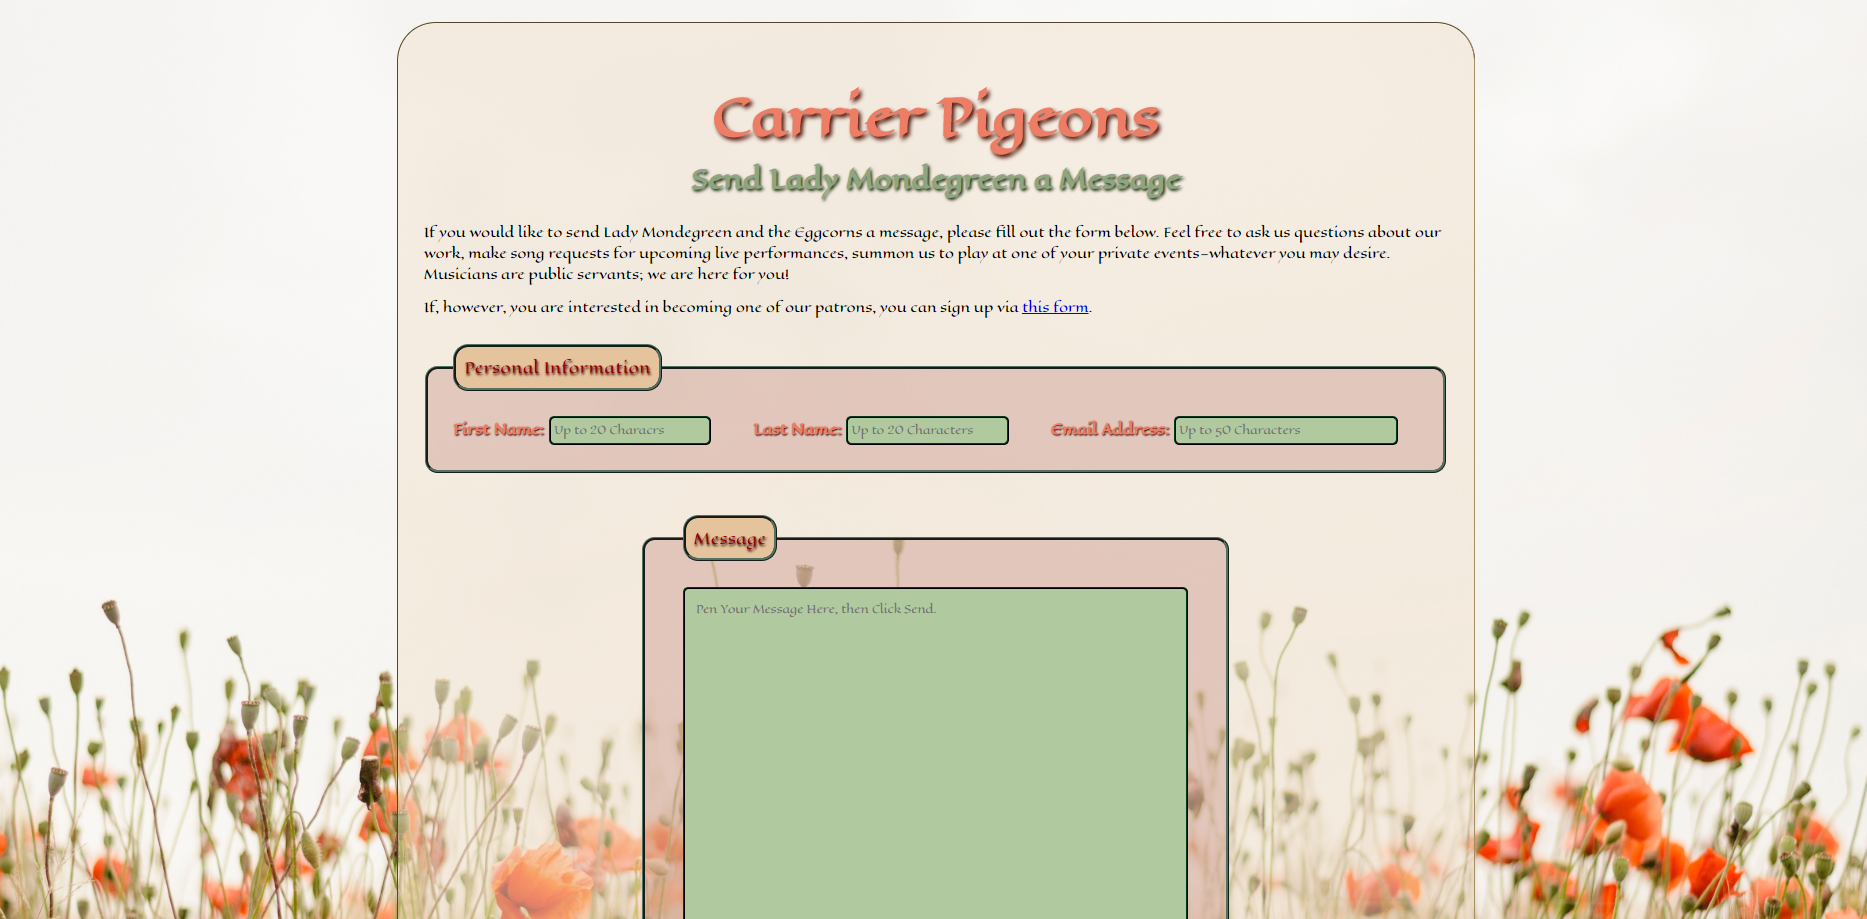 Carrier Pigeons
Send Lady Mondegreen a Message
If you would like to send Lady Mondegreen and the Eggcorns a message, please fill out the form below. Feel free to ask us questions about our
work, make song requests for upcoming live performances, summon us to play at one of your private events—whatever you may desire.
Musicians are public servants; we are here for you!
If, however, you are interested in becoming one of our patrons, you can sign up via this form.
Personal Information
First Name: Up to 20 Characrs Last Name: Up to 20 Characters Email Address: Up to 50 Characters
Message
Pen Your Message Here, then Click Send.